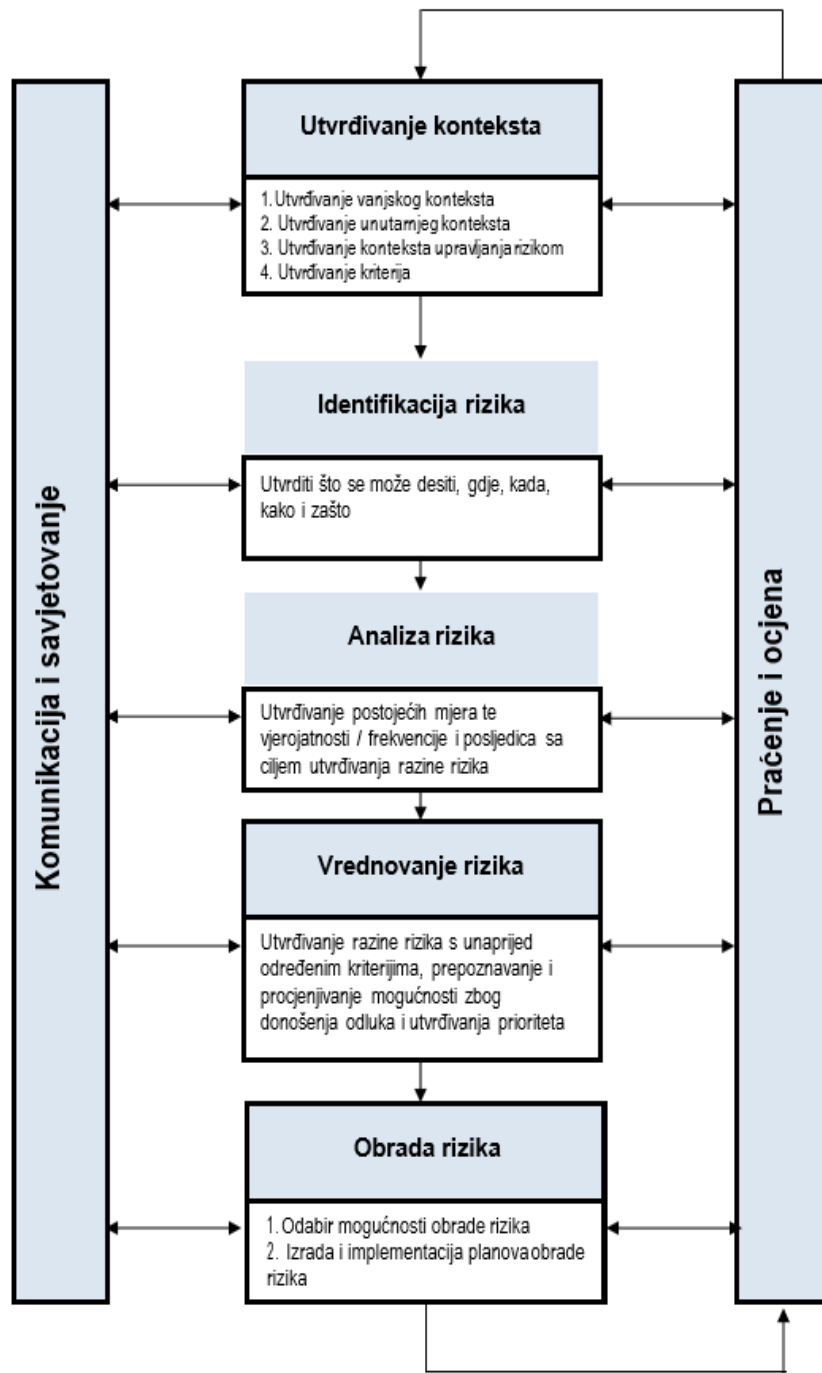 Komunikacija i savjetovanje
Utvrđivanje konteksta
1. Utvrđivanje vanjskog konteksta
2. Utvrđivanje unutarnjeg konteksta
3. Utvrđivanje konteksta upravljanja rizikom
4. Utvrđivanje kriterija
Identifikacija rizika
Utvrditi što se može desiti, gdje, kada,
kako i zašto
Analiza rizika
Utvrđivanje postojećih mjera te
vjerojatnosti / frekvencije i posljedica sa
ciljem utvrđivanja razine rizika
Vrednovanje rizika
Utvrđivanje razine rizika s unaprijed
određenim kriterijima, prepoznavanje i
procjenjivanje mogućnosti zbog
donošenja odluka i utvrđivanja prioriteta
Obrada rizika
1. Odabir mogućnosti obrade rizika
2. Izrada i implementacija planova obrade
rizika
Praćenje i ocjena